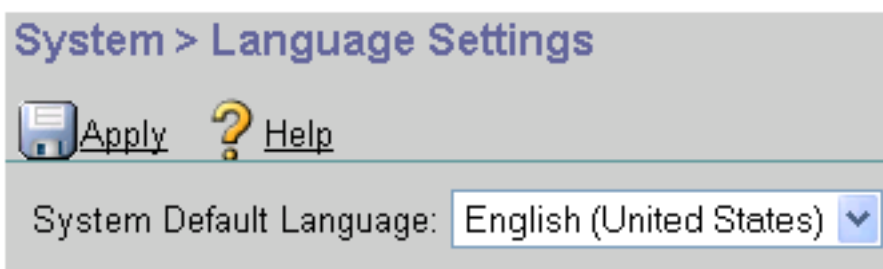 System > Language Settings
Apply Help
System Default Language: English (United States)